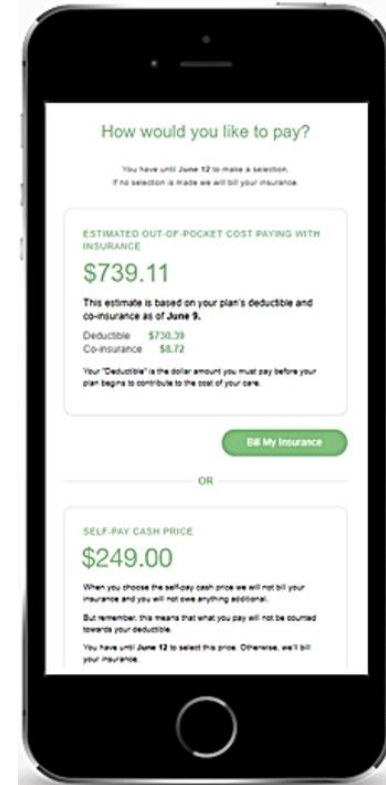 How would you like to pay?
You have until June 12 to make a selection.
If no selection is made we will bill your insurance.
ESTIMATED OUT-OF-POCKET COST PAYING WITH
INSURANCE
$739.11
This estimate is based on your plan's deductible and
co-insurance as of June 9.
Deductible $730.39
Co-insurance $8.72
Your "Deductible" is the dollar amount you must pay before your
plan begins to contribute to the cost of your care.
Bill My Insurance
OR
SELF-PAY CASH PRICE
$249.00
When you choose the self-pay cash price we will not bill your
insurance and you will not owe anything additional.
But remember, this means that what you pay will not be counted
towards your deductible.
You have until June 12 to select this price. Otherwise, we'll bill
your insurance.